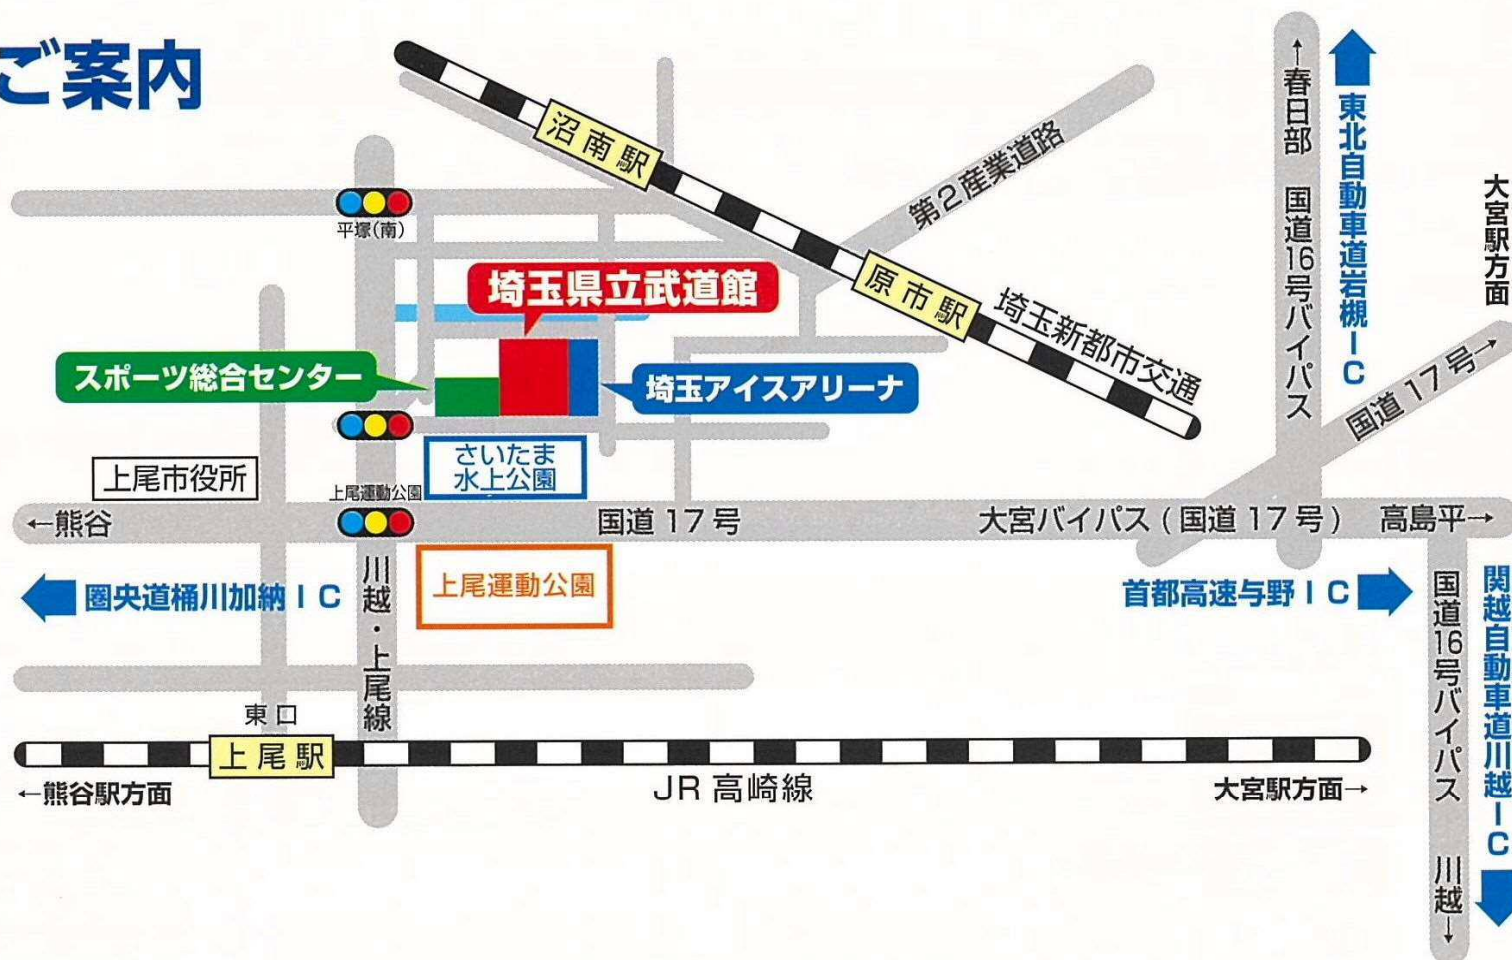 ご案内
沼南駅
第2産業道路
←春日部 国道16号バイパス
東北自動車道岩槻IC
大宮駅方面
平塚(南)
埼玉県立武道館
原市駅
埼玉新都市交通
スポーツ総合センター
埼玉アイスアリーナ
国道17号→
さいたま
水上公園
上尾市役所
上尾運動公園
←熊谷
国道17号
大宮バイパス(国道17号) 高島平→
圏央道桶川加納IC
川越・上尾線
上尾運動公園
首都高速与野IC
国道16号バイパス 川越→
関越自動車道川越IC
東口
上尾駅
←熊谷駅方面
JR高崎線
大宮駅方面→